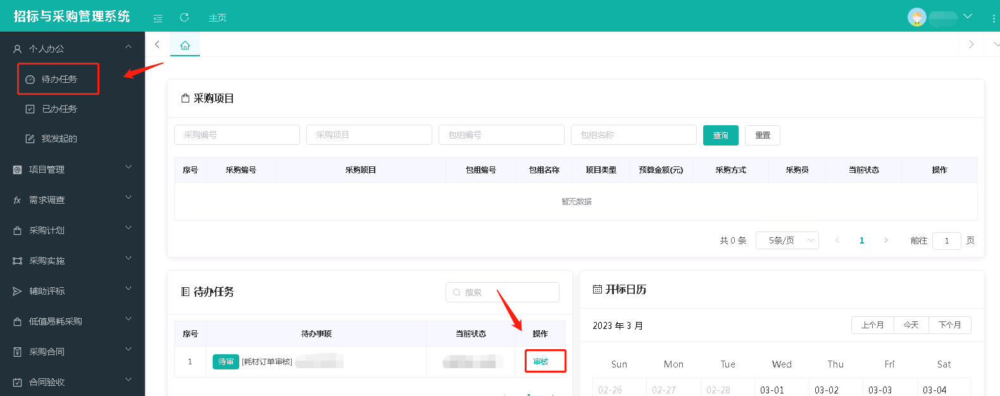 招标与采购管理系统
主页
个人办公
待办任务
已办任务
我发起的
项目管理
需求调查
采购计划
采购实施
辅助评标
低值易耗采购
采购合同
合同验收
采购项目
采购编号 采购项目 包组编号 包组名称 查询 重置
序号 采购编号 采购项目 包组编号 包组名称 项目类型 预算金额(元) 采购方式 采购员 当前状态 操作
暂无数据
共 0 条 5条/页 1 前往 1 页
待办任务 搜索
序号 待办事项 当前状态 操作
1 待审 [耗材订单审核] 审核
1
开标日历
2023 年 3 月 上个月 今天 下个月
Sun Mon Tue Wed Thu Fri Sat
02-26 02-27 02-28 03-01 03-02 03-03 03-04